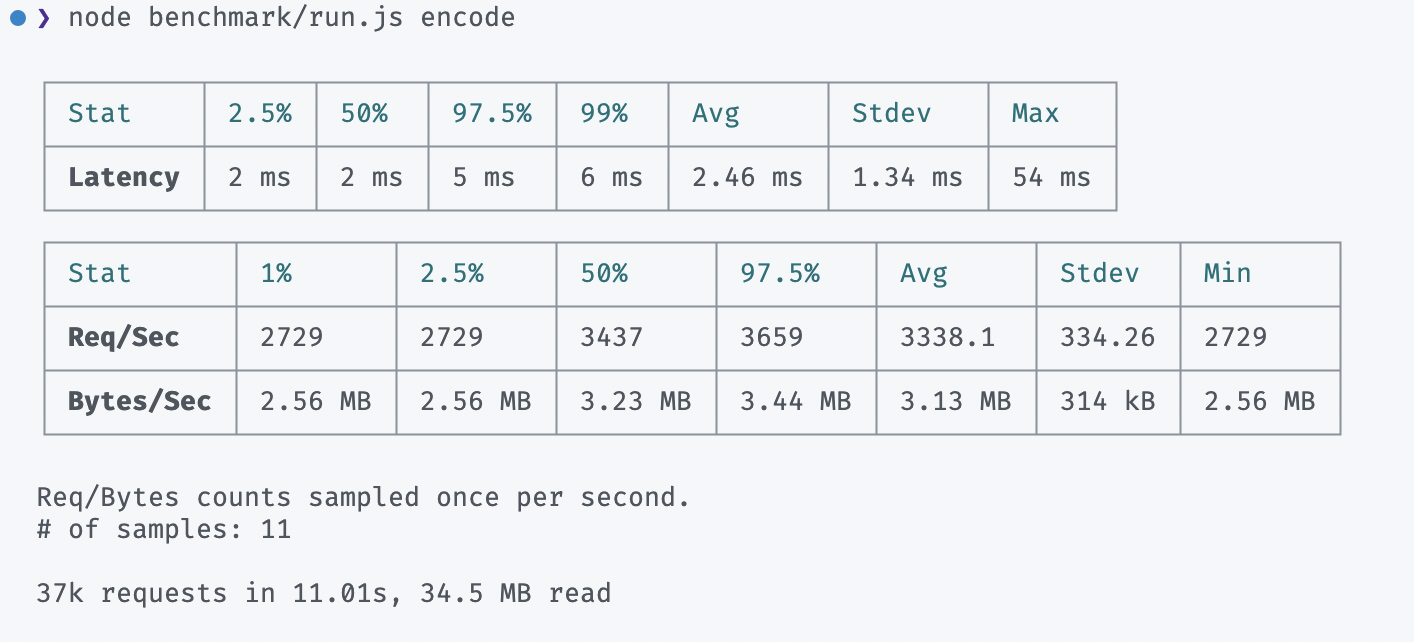 ❯ node benchmark/run.js encode
Stat 2.5% 50% 97.5% 99% Avg Stdev Max
Latency 2 ms 2 ms 5 ms 6 ms 2.46 ms 1.34 ms 54 ms
Stat 1% 2.5% 50% 97.5% Avg Stdev Min
Req/Sec 2729 2729 3437 3659 3338.1 334.26 2729
Bytes/Sec 2.56 MB 2.56 MB 3.23 MB 3.44 MB 3.13 MB 314 kB 2.56 MB
Req/Bytes counts sampled once per second.
# of samples: 11
37k requests in 11.01s, 34.5 MB read